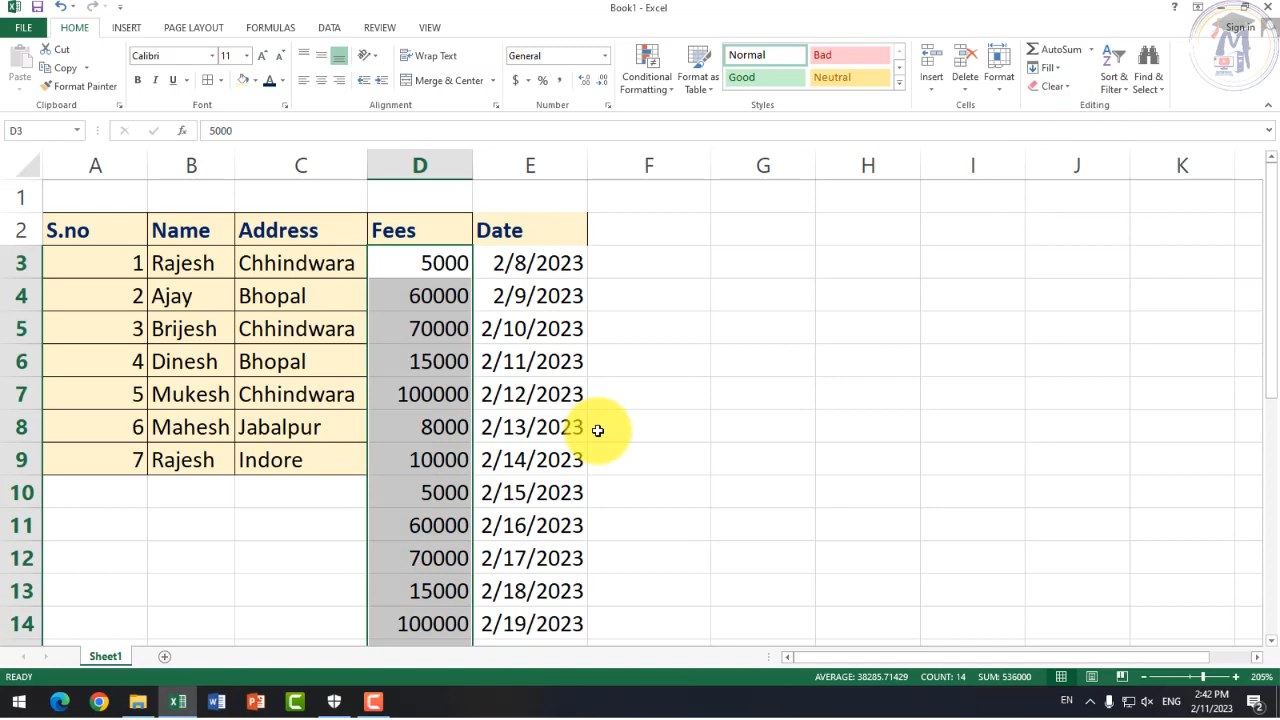 Book1 - Excel
?
Sign in
FILE HOME INSERT PAGE LAYOUT FORMULAS DATA REVIEW VIEW
Paste
Cut
Copy
Format Painter
Clipboard
Calibri 11
B I U
Font
Wrap Text
Merge & Center
Alignment
General
$ % ,
Number
Conditional Formatting
Format as Table
Normal Bad
Good Neutral
Styles
Insert Delete Format
Cells
AutoSum
Fill
Clear
Sort & Filter
Find & Select
Editing
D3 fx 5000
A B C D E F G H I J K
1
2 S.no Name Address Fees Date
3 1 Rajesh Chhindwara 5000 2/8/2023
4 2 Ajay Bhopal 60000 2/9/2023
5 3 Brijesh Chhindwara 70000 2/10/2023
6 4 Dinesh Bhopal 15000 2/11/2023
7 5 Mukesh Chhindwara 100000 2/12/2023
8 6 Mahesh Jabalpur 8000 2/13/2023
9 7 Rajesh Indore 10000 2/14/2023
10 5000 2/15/2023
11 60000 2/16/2023
12 70000 2/17/2023
13 15000 2/18/2023
14 100000 2/19/2023
Sheet1
READY AVERAGE: 38285.71429 COUNT: 14 SUM: 536000 205%
EN ENG 2:42 PM
2/11/2023 2